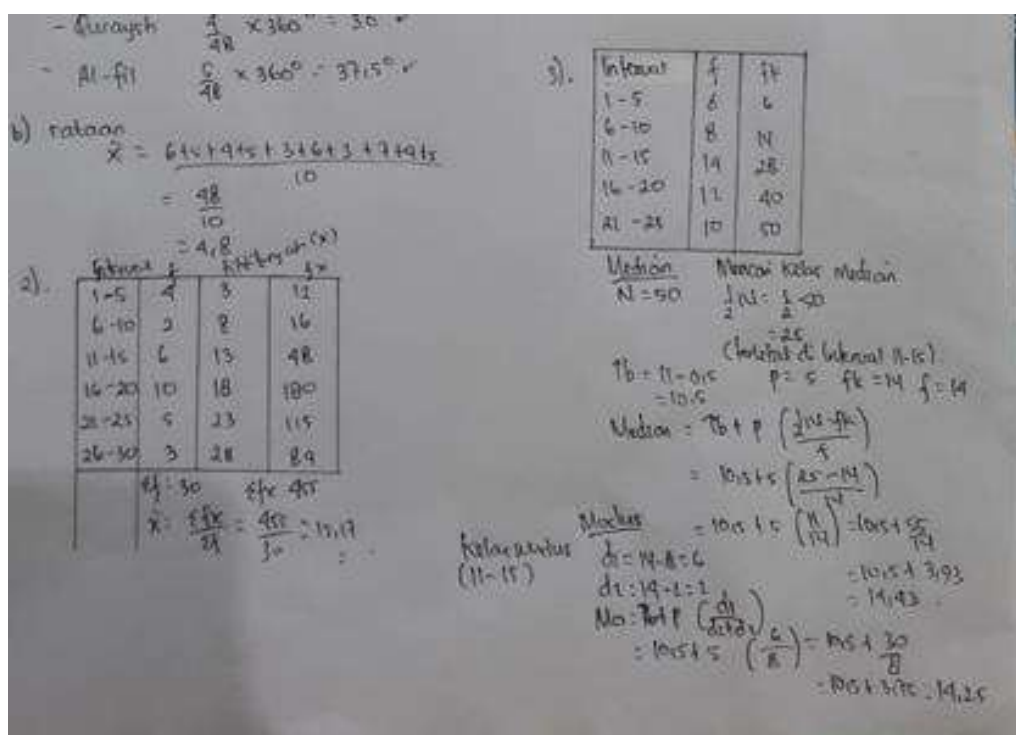 - Quraysh 4/48 x 360° = 30 ✓
- Al-fil 5/48 x 360° = 37,5° ✓
b) rataan
x̄ = 6+5+4+5+3+6+3+7+4+5
10
= 48/10
= 4,8
2). Interval f titik tengah (x) fx
1-5 4 3 12
6-10 2 8 16
11-15 6 13 48
16-20 10 18 180
21-25 5 23 115
26-30 3 28 84
Σf = 30 Σfx 455
x̄ = Σfx/Σf = 455/30 = 15,17
3). Interval f fk
1-5 6 6
6-10 8 14
11-15 14 28
16-20 12 40
21-25 10 50
Median
N = 50
Mencari kelas median
½N = ½ · 50
= 25
(terletak di interval 11-15)
Tb = 11-0,5 p = 5 fk = 14 f = 14
= 10,5
Median = Tb + p (½N - fk / f)
= 10,5 + 5 (25-14 / 14)
= 10,5 + 5 (11/14) = 10,5 + 55/14
= 10,5 + 3,93
= 14,43
Modus
Kelas modus
(11-15)
d1 = 14-8 = 6
d2 = 14-12 = 2
Mo = Tb + p (d1 / d1+d2)
= 10,5 + 5 (6/8) = 10,5 + 30/8
= 10,5 + 3,75 = 14,25